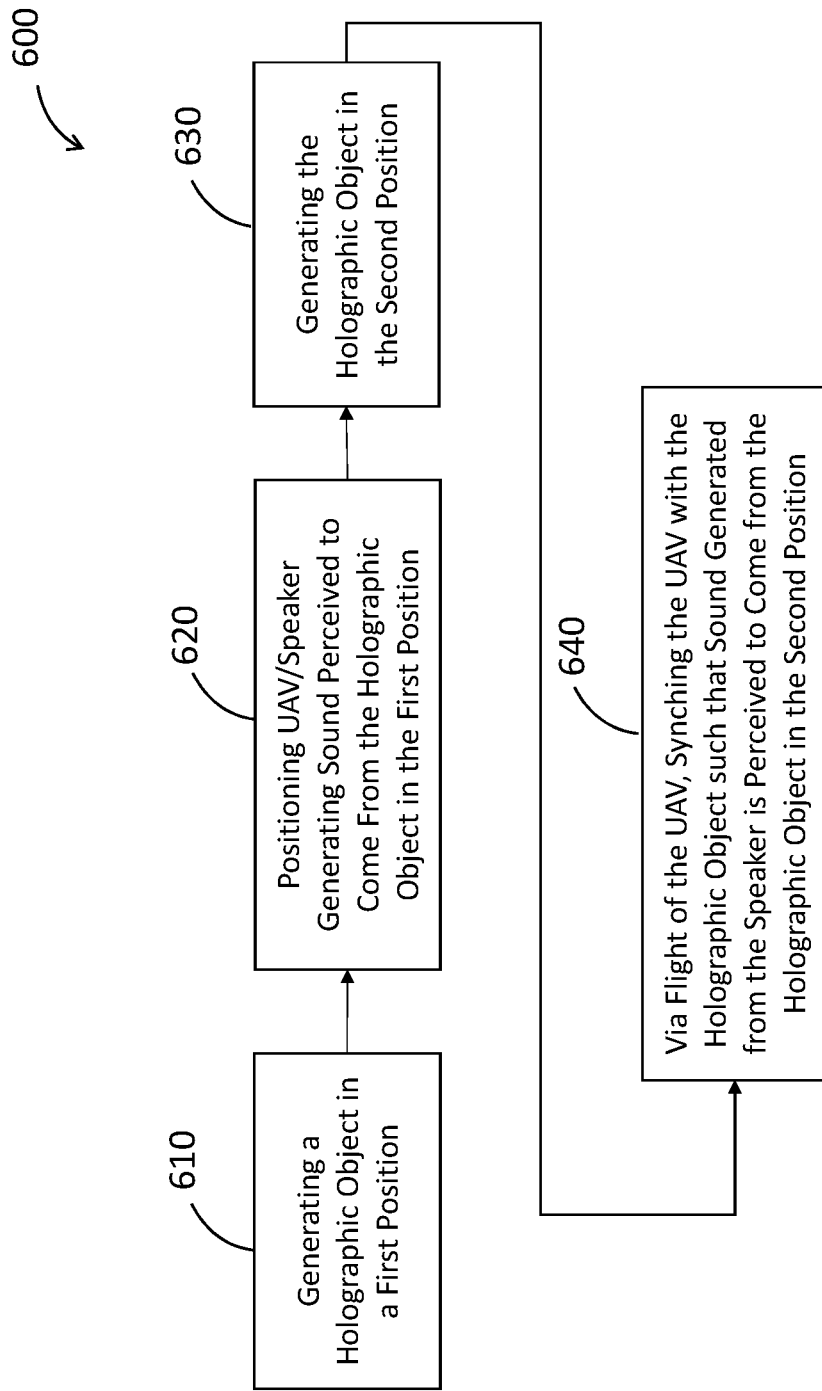 600
610
Generating a
Holographic Object in
a First Position
620
Positioning UAV/Speaker
Generating Sound Perceived to
Come From the Holographic
Object in the First Position
630
Generating the
Holographic Object in
the Second Position
640
Via Flight of the UAV, Synching the UAV with the
Holographic Object such that Sound Generated
from the Speaker is Perceived to Come from the
Holographic Object in the Second Position